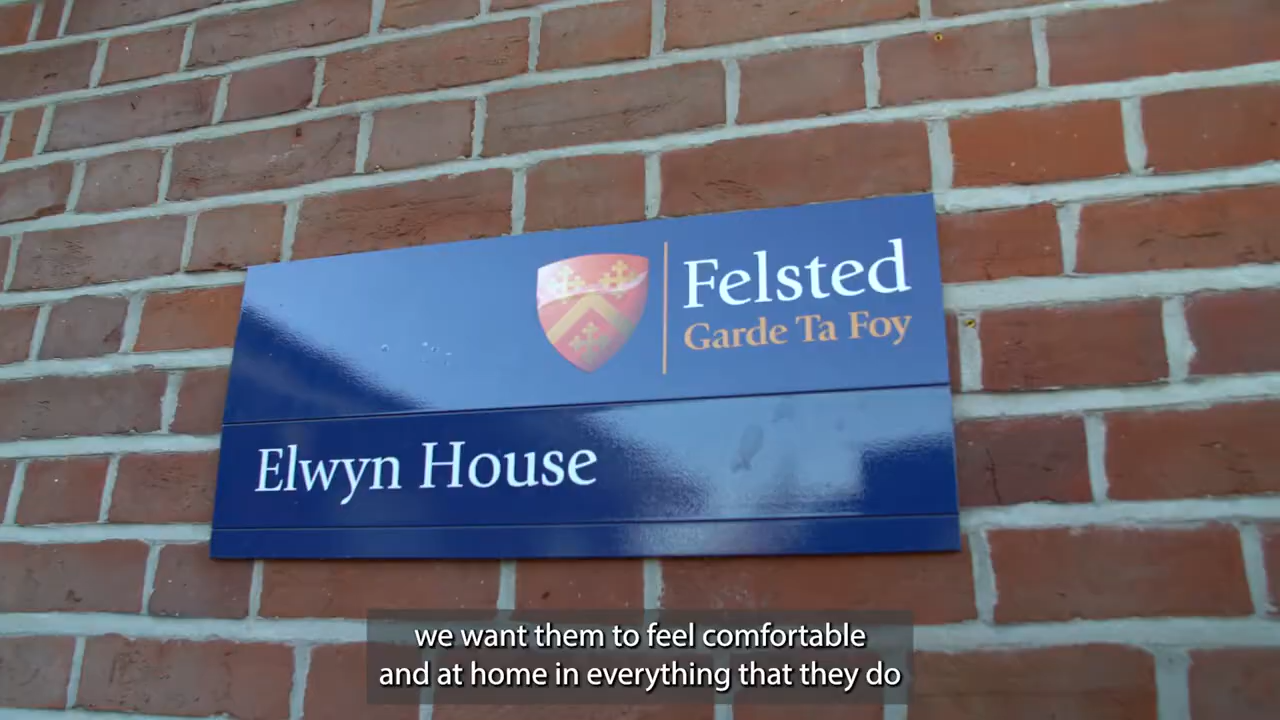 Felsted
Garde Ta Foy
Elwyn House
we want them to feel comfortable
and at home in everything that they do